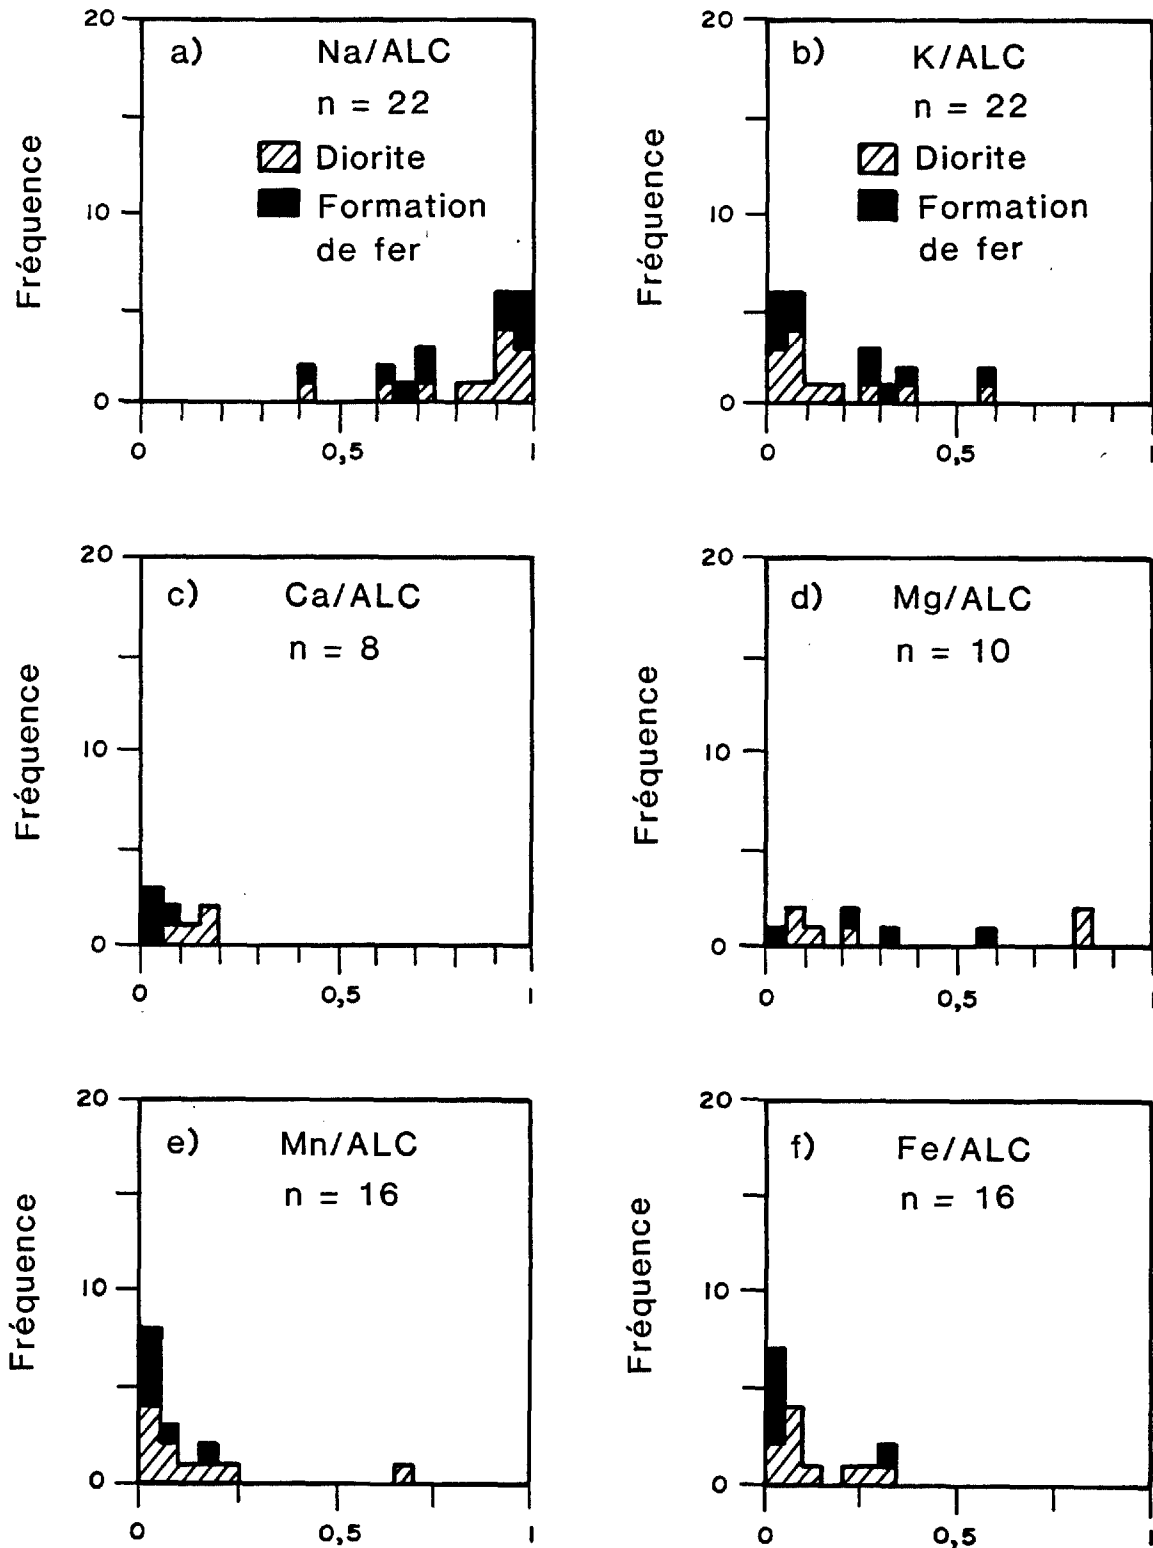 20
10
0
Fréquence
a) Na/ALC
n = 22
Diorite
Formation
de fer
0 0,5 1
20
10
0
Fréquence
b) K/ALC
n = 22
Diorite
Formation
de fer
0 0,5 1
20
10
0
Fréquence
c) Ca/ALC
n = 8
0 0,5 1
20
10
0
Fréquence
d) Mg/ALC
n = 10
0 0,5 1
20
10
0
Fréquence
e) Mn/ALC
n = 16
0 0,5 1
20
10
0
Fréquence
f) Fe/ALC
n = 16
0 0,5 1